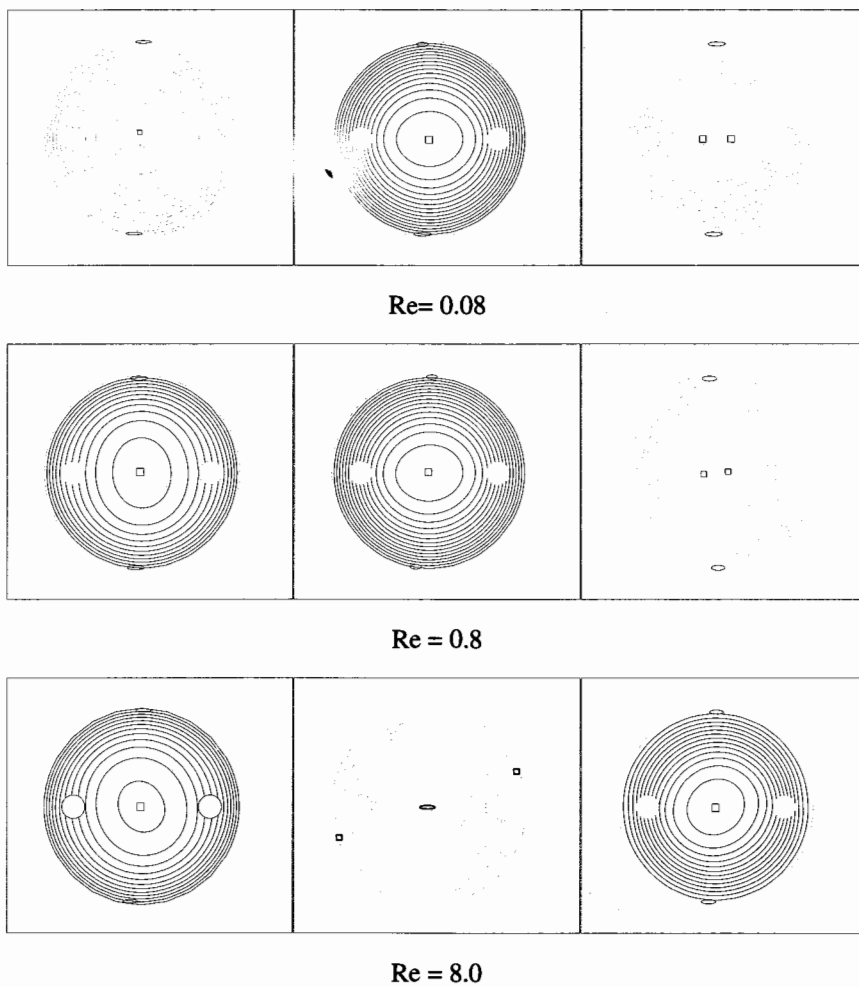 Re= 0.08
Re = 0.8
Re = 8.0